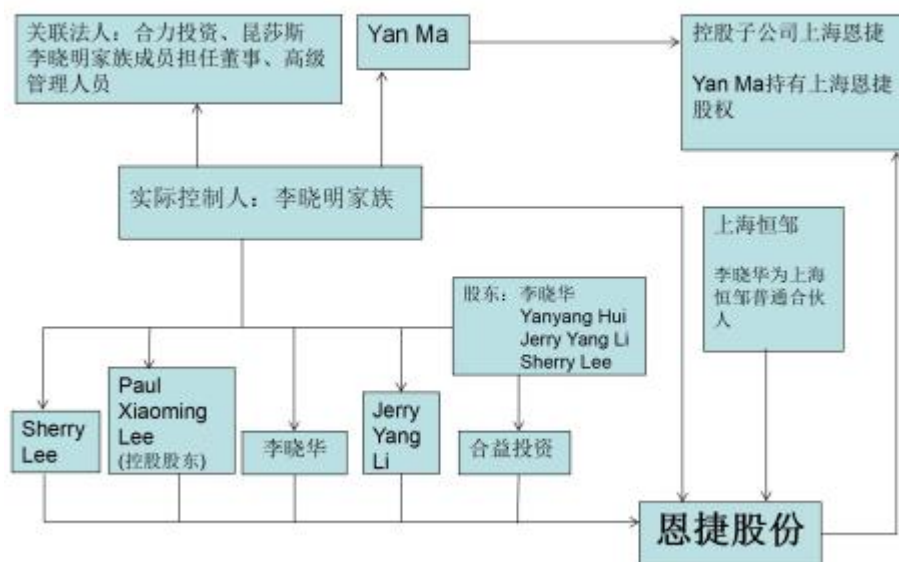 关联法人：合力投资、昆莎斯
李晓明家族成员担任董事、高级
管理人员
Yan Ma
控股子公司上海恩捷
Yan Ma持有上海恩捷
股权
实际控制人：李晓明家族
上海恒邹
李晓华为上海
恒邹普通合伙
人
股东：李晓华
Yanyang Hui
Jerry Yang Li
Sherry Lee
Sherry
Lee
Paul
Xiaoming
Lee
(控股股东)
李晓华
Jerry
Yang
Li
合益投资
恩捷股份